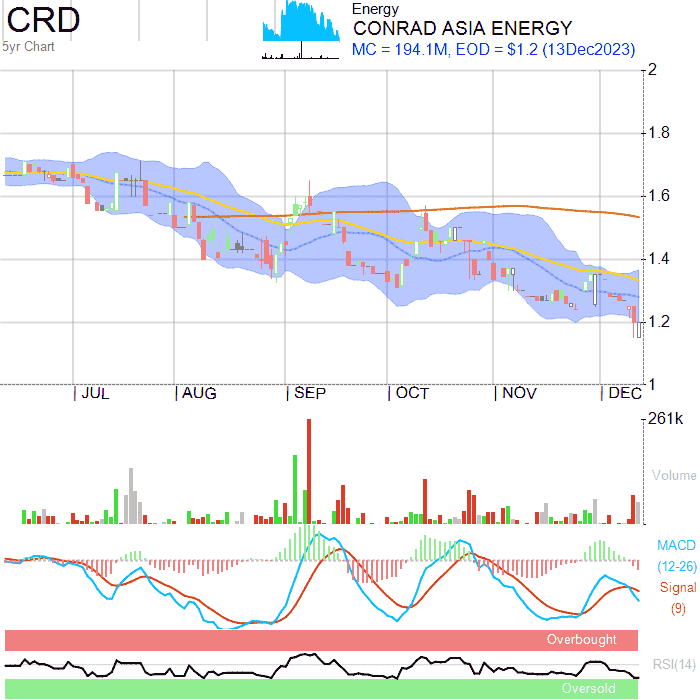 CRD
5yr Chart
Energy
CONRAD ASIA ENERGY
MC = 194.1M, EOD = $1.2 (13Dec2023)
2
1.8
1.6
1.4
1.2
1
JUL AUG SEP OCT NOV DEC
261k
Volume
MACD
(12-26)
Signal
(9)
Overbought
RSI(14)
Oversold